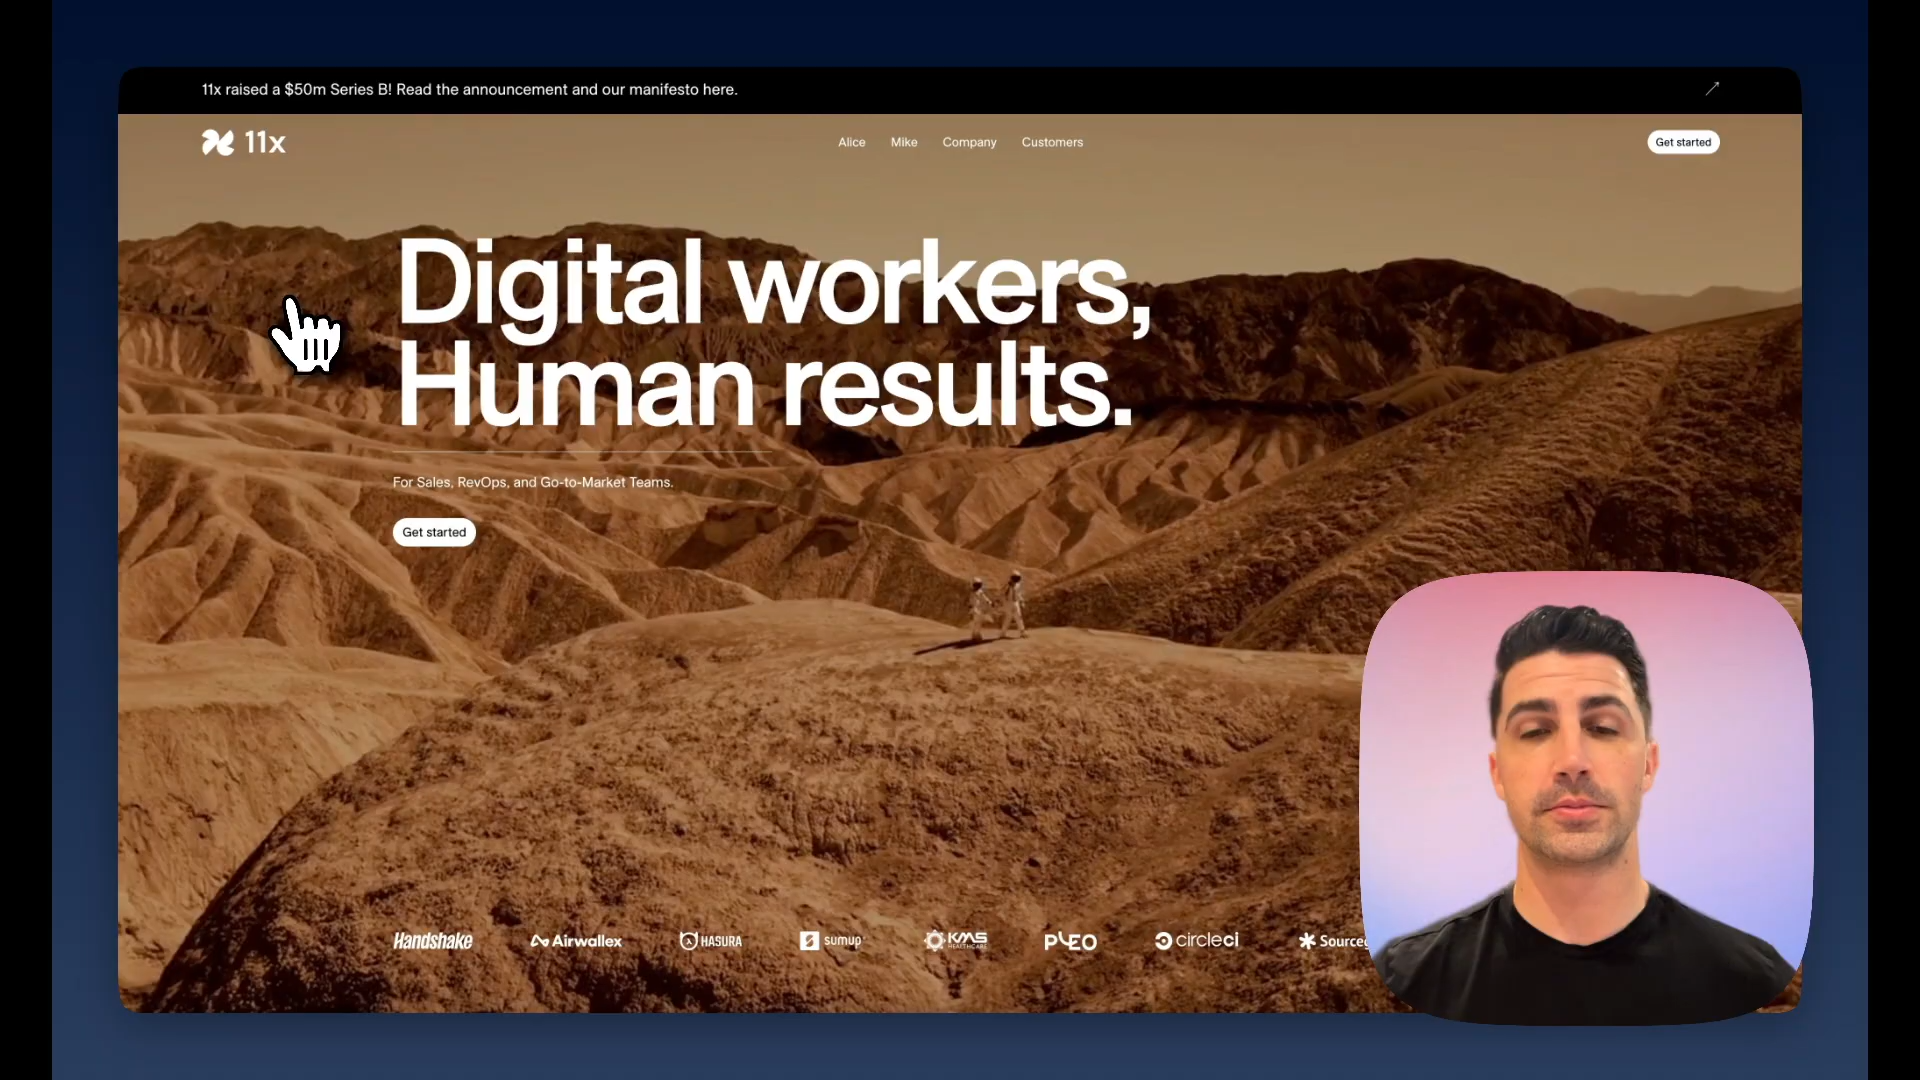 11x raised a $50m Series B! Read the announcement and our manifesto here.
11x
Alice
Mike
Company
Customers
Get started
Digital workers,
Human results.
For Sales, RevOps, and Go-to-Market Teams.
Get started
Handshake
Airwallex
HASURA
sumup
KMS
HEALTHCARE
PLEO
circleci
Sourceg